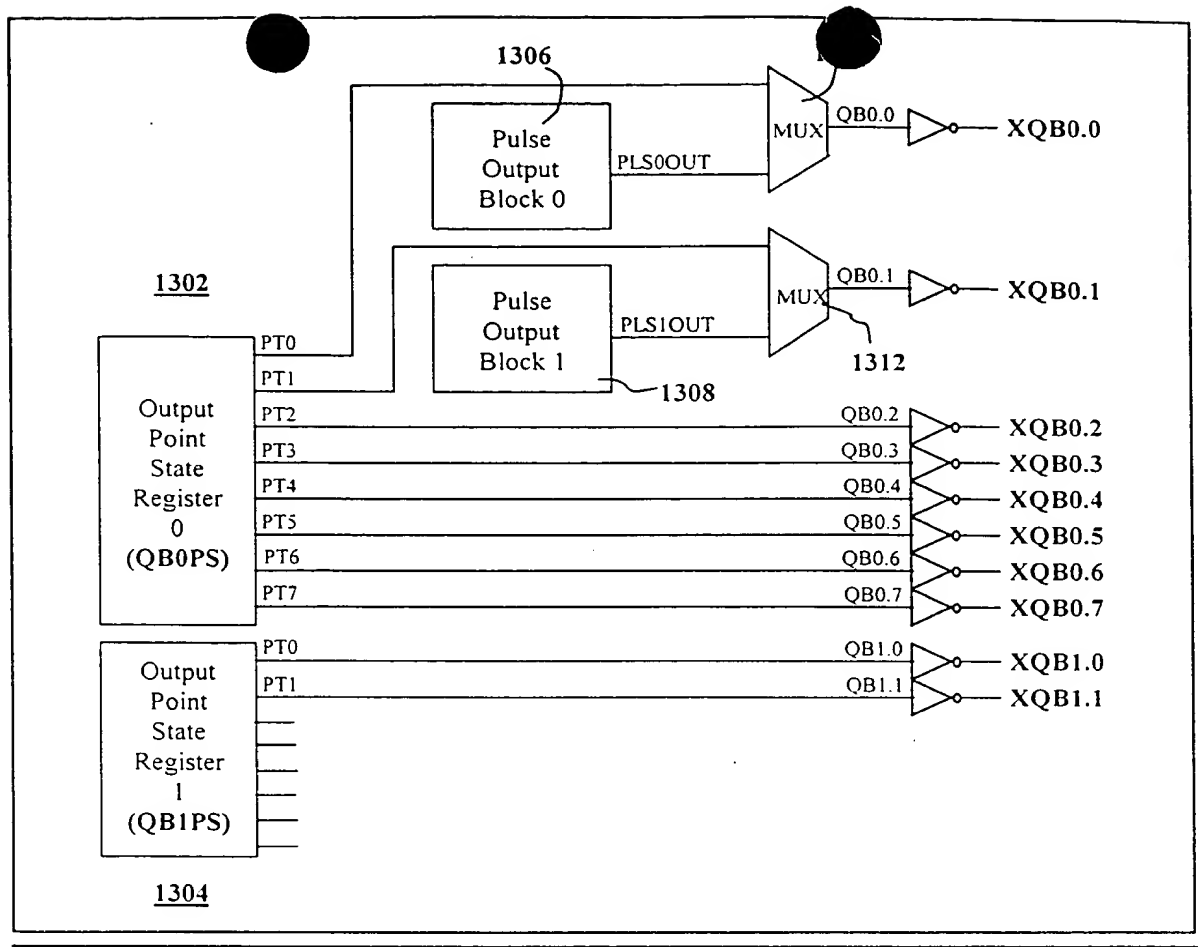 1306
Pulse
Output
Block 0
PLS0OUT
MUX
QB0.0
XQB0.0
1302
Pulse
Output
Block 1
PLS1OUT
MUX
QB0.1
XQB0.1
1312
1308
Output
Point
State
Register
0
(QB0PS)
PT0
PT1
PT2
QB0.2
XQB0.2
PT3
QB0.3
XQB0.3
PT4
QB0.4
XQB0.4
PT5
QB0.5
XQB0.5
PT6
QB0.6
XQB0.6
PT7
QB0.7
XQB0.7
Output
Point
State
Register
1
(QB1PS)
PT0
QB1.0
XQB1.0
PT1
QB1.1
XQB1.1
1304